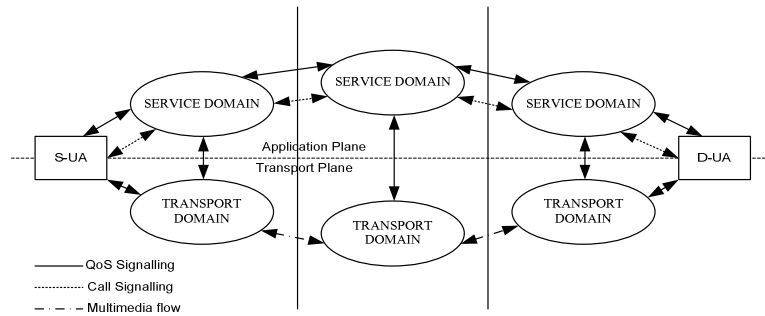 SERVICE DOMAIN
SERVICE DOMAIN
SERVICE DOMAIN
S-UA
Application Plane
Transport Plane
D-UA
TRANSPORT
DOMAIN
TRANSPORT
DOMAIN
TRANSPORT
DOMAIN
QoS Signalling
Call Signalling
Multimedia flow